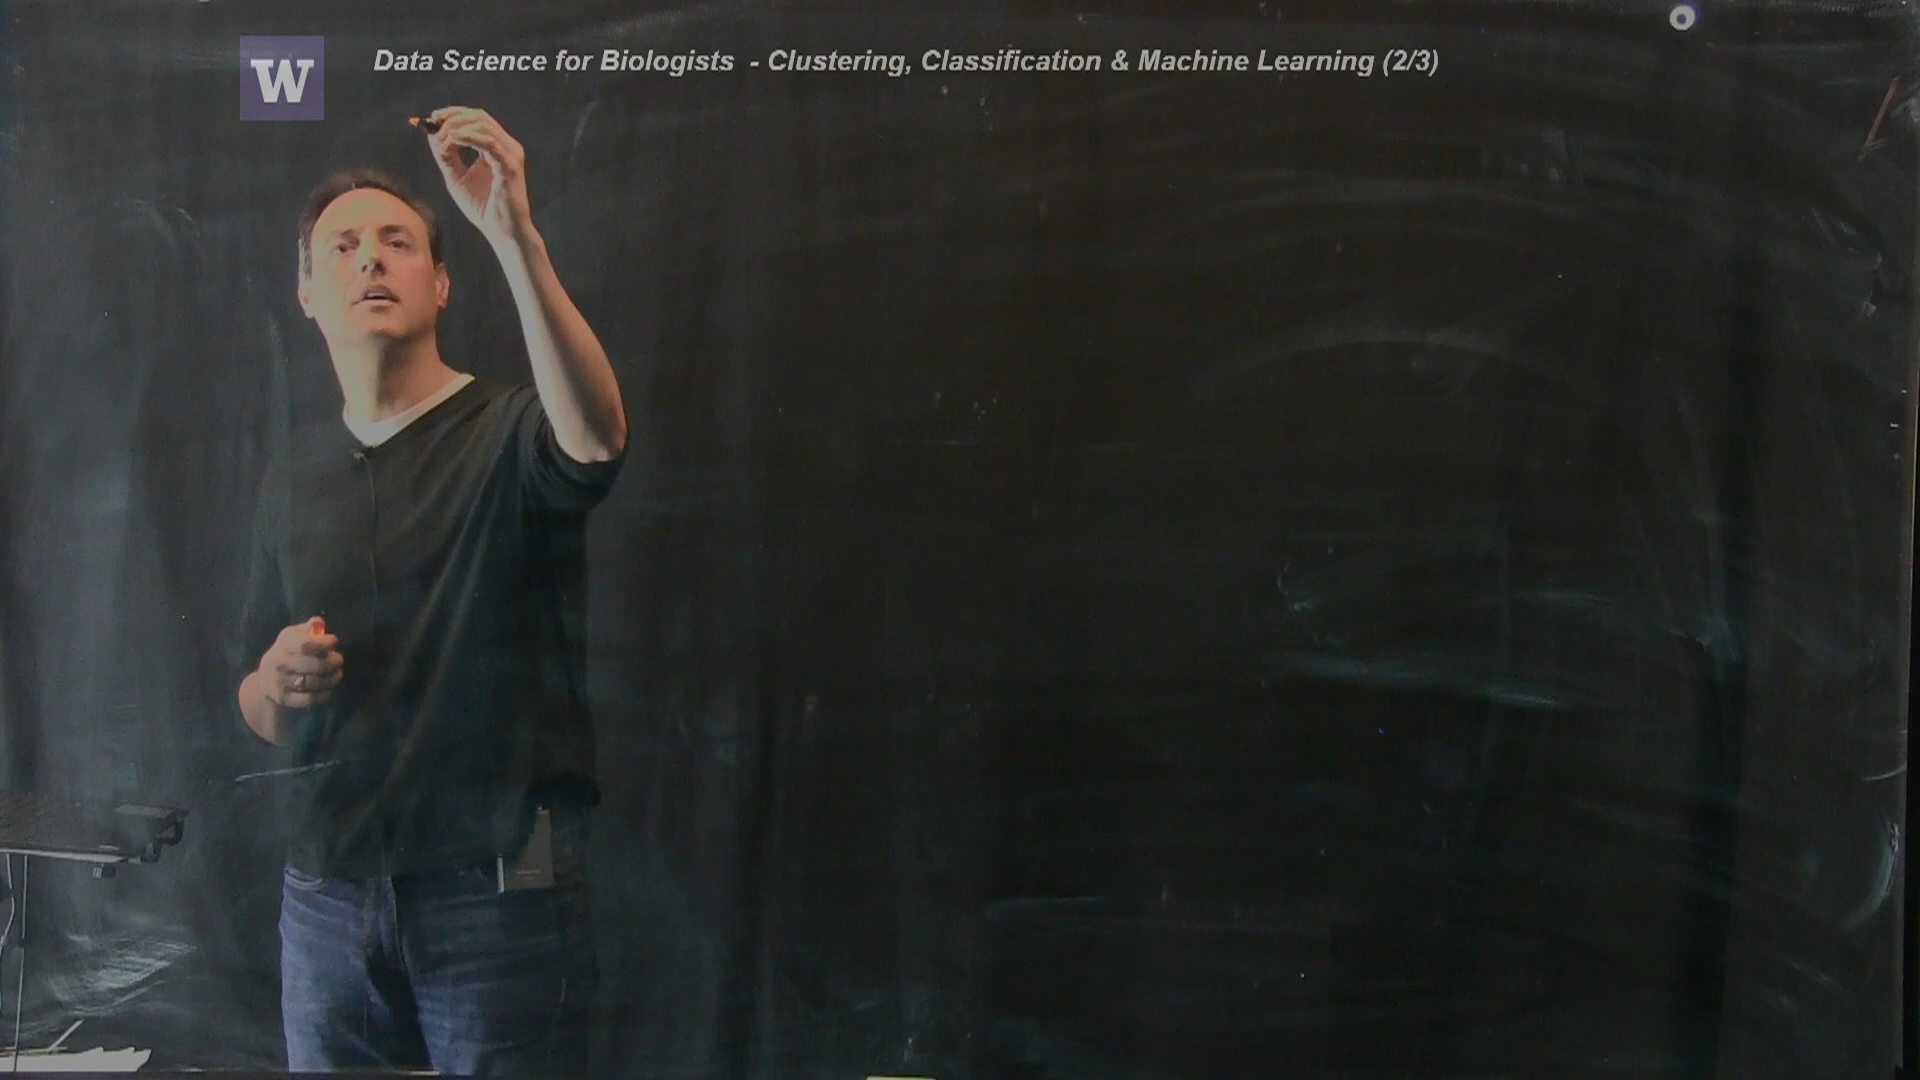 W
Data Science for Biologists - Clustering, Classification & Machine Learning (2/3)